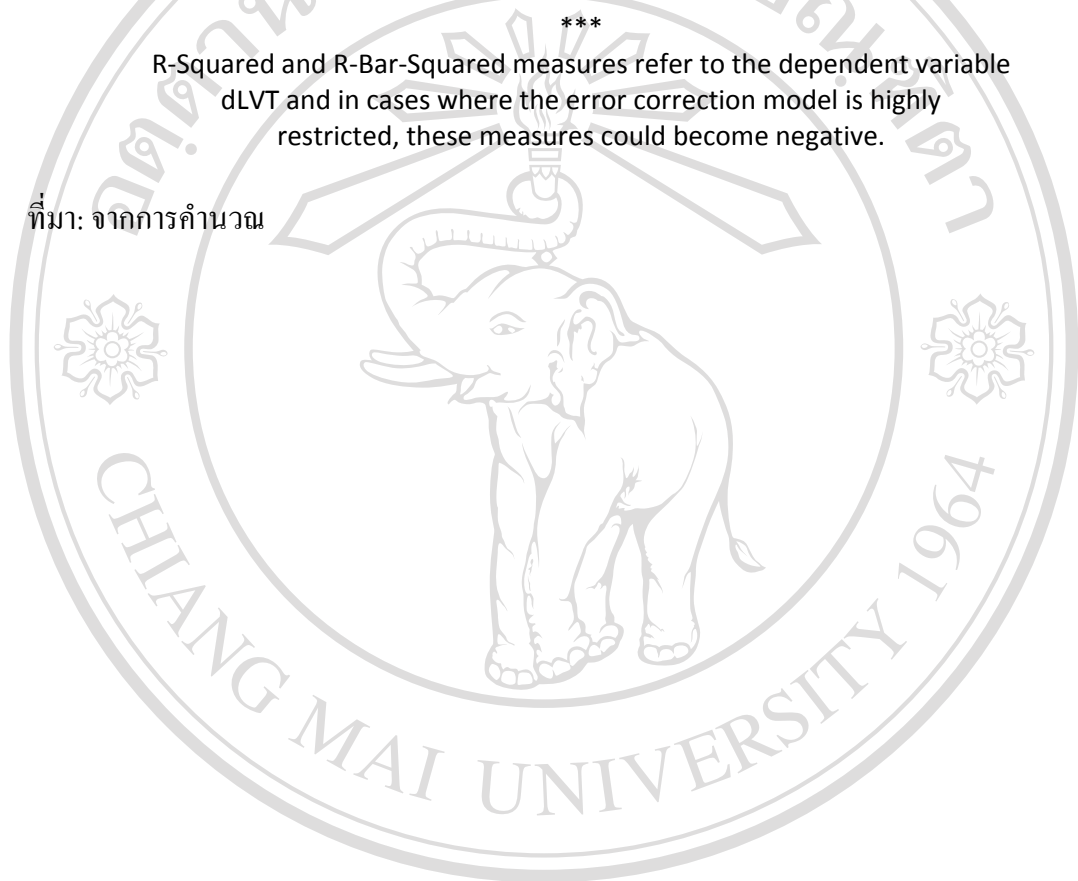 ***
R-Squared and R-Bar-Squared measures refer to the dependent variable
dLVT and in cases where the error correction model is highly
restricted, these measures could become negative.
ที่มา: จากการคำนวณ
CHIANG MAI UNIVERSITY 1964